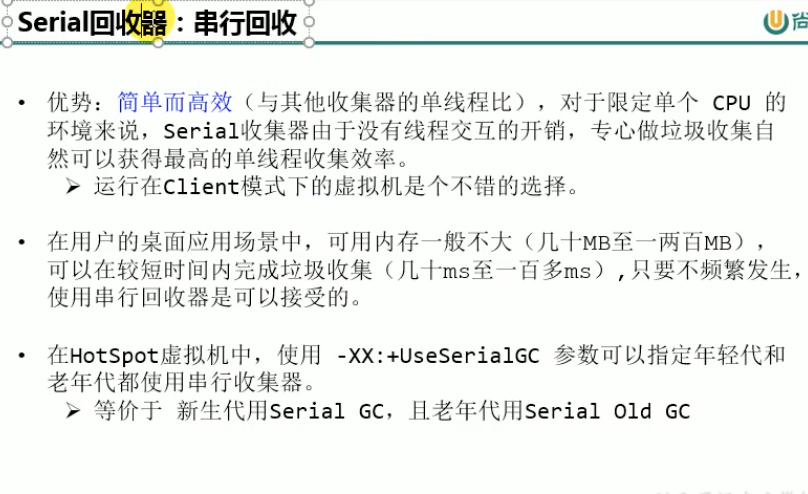 Serial回收器：串行回收
尚
• 优势：简单而高效（与其他收集器的单线程比），对于限定单个 CPU 的
环境来说，Serial收集器由于没有线程交互的开销，专心做垃圾收集自
然可以获得最高的单线程收集效率。
➢ 运行在Client模式下的虚拟机是个不错的选择。
• 在用户的桌面应用场景中，可用内存一般不大（几十MB至一两百MB），
可以在较短时间内完成垃圾收集（几十ms至一百多ms）,只要不频繁发生，
使用串行回收器是可以接受的。
• 在HotSpot虚拟机中，使用 -XX:+UseSerialGC 参数可以指定年轻代和
老年代都使用串行收集器。
➢ 等价于 新生代用Serial GC，且老年代用Serial Old GC